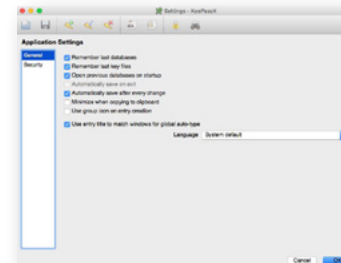 Settings - KeePassX
Application Settings
General
Security
Remember last databases
Remember last key files
Open previous databases on startup
Automatically save on exit
Automatically save after every change
Minimize when copying to clipboard
Use group icon on entry creation
Use entry title to match windows for global auto-type
Language: System default
Cancel